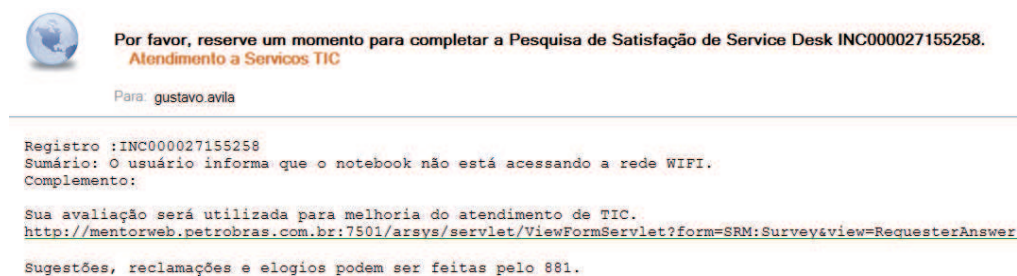 Por favor, reserve um momento para completar a Pesquisa de Satisfação de Service Desk INC000027155258.
Atendimento a Servicos TIC
Para: gustavo.avila
Registro :INC000027155258
Sumário: O usuário informa que o notebook não está acessando a rede WIFI.
Complemento:
Sua avaliação será utilizada para melhoria do atendimento de TIC.
http://mentorweb.petrobras.com.br:7501/arsys/servlet/ViewFormServlet?form=SRM:Survey&view=RequesterAnswer
Sugestões, reclamações e elogios podem ser feitas pelo 881.